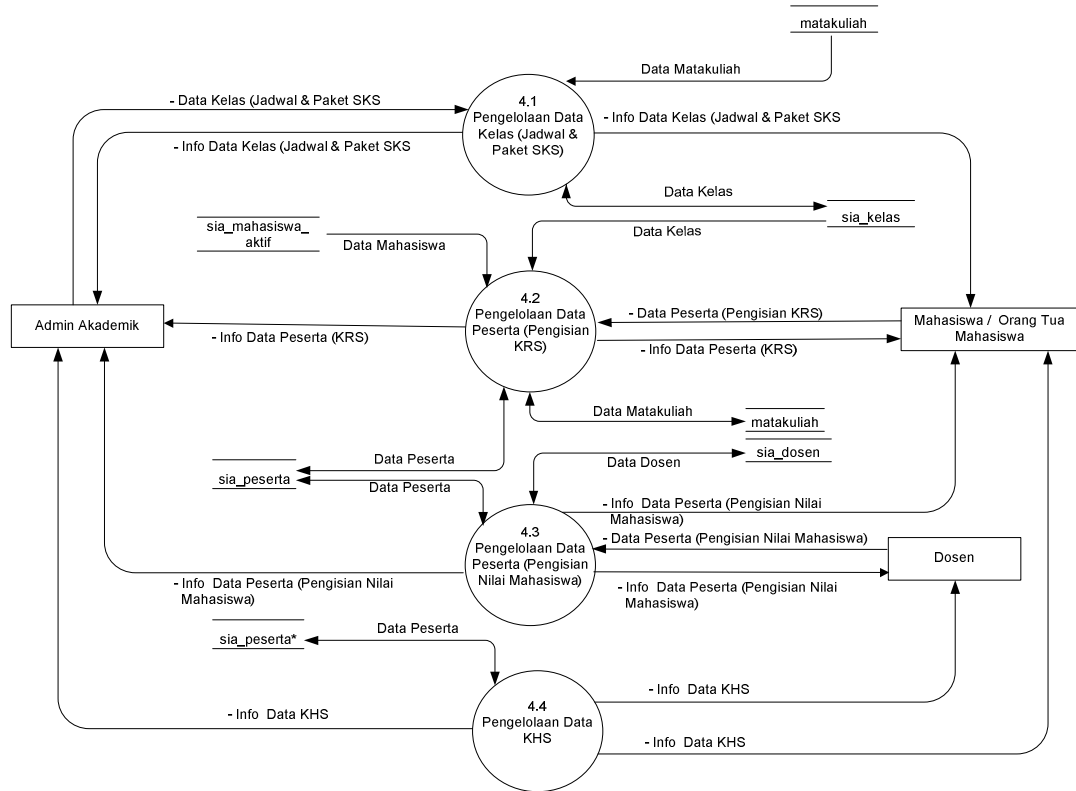 matakuliah
Data Matakuliah
- Data Kelas (Jadwal & Paket SKS
4.1
Pengelolaan Data
Kelas (Jadwal &
Paket SKS)
- Info Data Kelas (Jadwal & Paket SKS
- Info Data Kelas (Jadwal & Paket SKS
Data Kelas
sia_kelas
Data Kelas
sia_mahasiswa_
aktif
Data Mahasiswa
4.2
Pengelolaan Data
Peserta (Pengisian
KRS)
Admin Akademik
- Info Data Peserta (KRS)
- Data Peserta (Pengisian KRS)
- Info Data Peserta (KRS)
Mahasiswa / Orang Tua
Mahasiswa
Data Matakuliah
matakuliah
Data Peserta
sia_peserta
Data Peserta
Data Dosen
sia_dosen
- Info Data Peserta (Pengisian Nilai
Mahasiswa)
- Data Peserta (Pengisian Nilai Mahasiswa)
4.3
Pengelolaan Data
Peserta (Pengisian
Nilai Mahasiswa)
Dosen
- Info Data Peserta (Pengisian Nilai
Mahasiswa)
- Info Data Peserta (Pengisian Nilai
Mahasiswa)
Data Peserta
sia_peserta*
4.4
Pengelolaan Data
KHS
- Info Data KHS
- Info Data KHS
- Info Data KHS